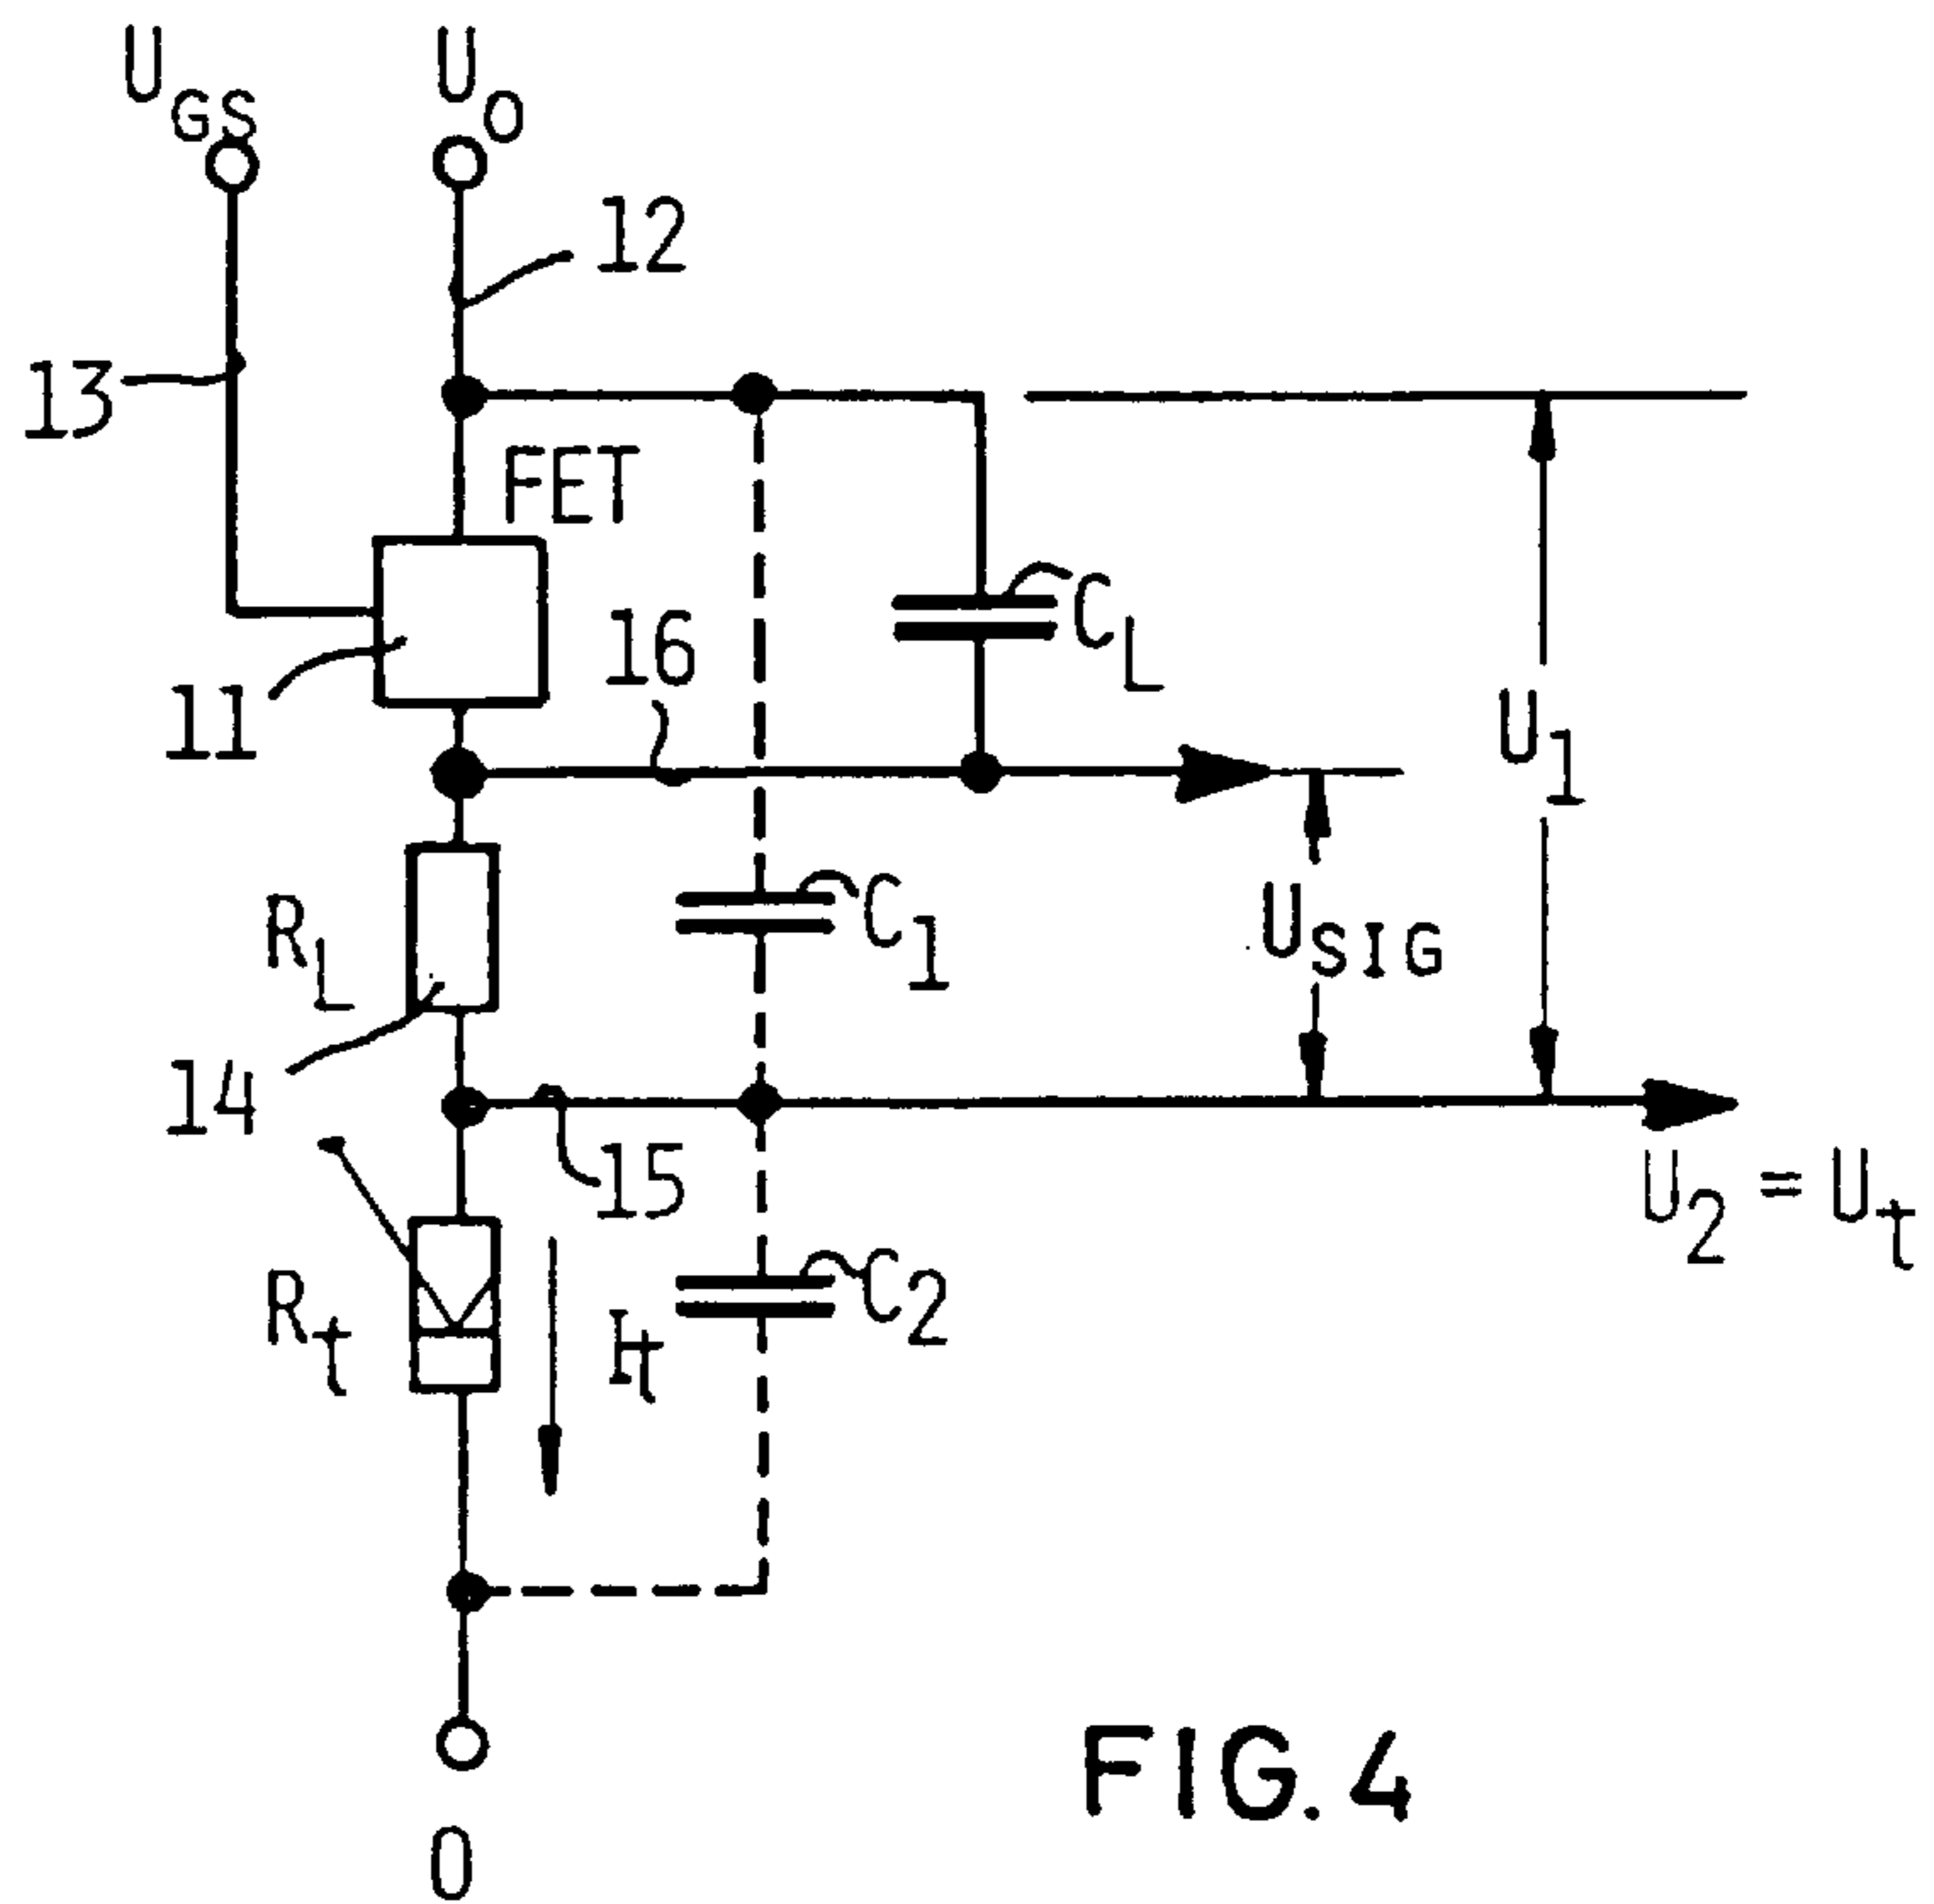 UGS
Uo
12
13
FET
CL
16
11
U1
RL
C1
USIG
14
15
U2 = Ut
Rt
It
C2
FIG. 4
0